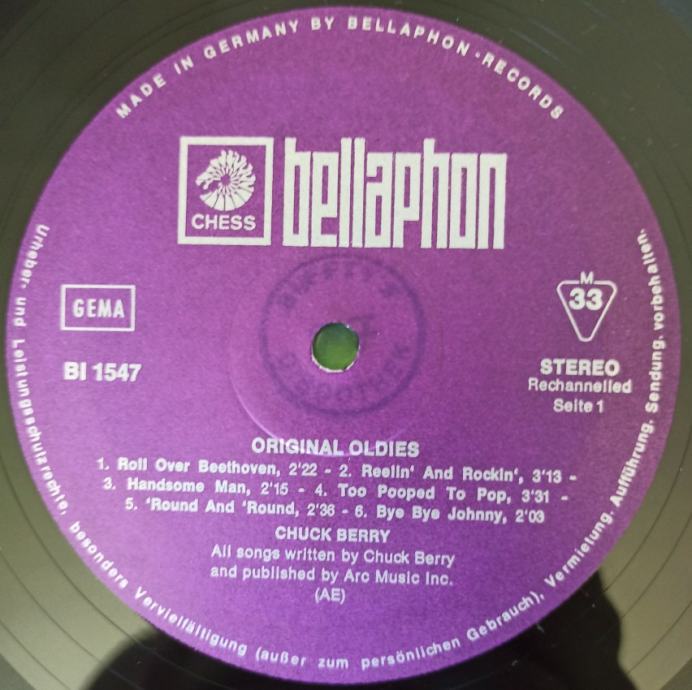 MADE IN GERMANY BY BELLAPHON-RECORDS
CHESS
bellaphon
GEMA
BI 1547
M
33
STEREO
Rechannelled
Seite 1
ORIGINAL OLDIES
1. Roll Over Beethoven, 2'22 - 2. Reelin' And Rockin', 3'13 -
3. Handsome Man, 2'15 - 4. Too Pooped To Pop, 3'31 -
5. 'Round And 'Round, 2'36 - 6. Bye Bye Johnny, 2'03
CHUCK BERRY
All songs written by Chuck Berry
and published by Arc Music Inc.
(AE)
Urheber- und Leistungsschutzrechte, besonders Vervielfältigung (außer zum persönlichen Gebrauch), Vermietung, Aufführung, Sendung, vorbehalten.